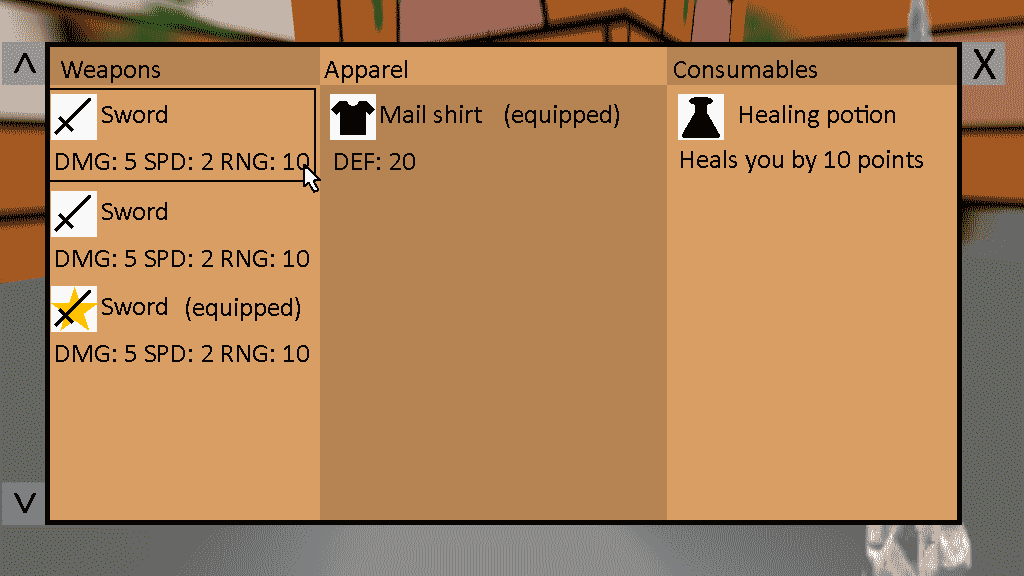 ^
Weapons
Sword
DMG: 5 SPD: 2 RNG: 10
Sword
DMG: 5 SPD: 2 RNG: 10
Sword (equipped)
DMG: 5 SPD: 2 RNG: 10
Apparel
Mail shirt (equipped)
DEF: 20
Consumables
Healing potion
Heals you by 10 points
X
V